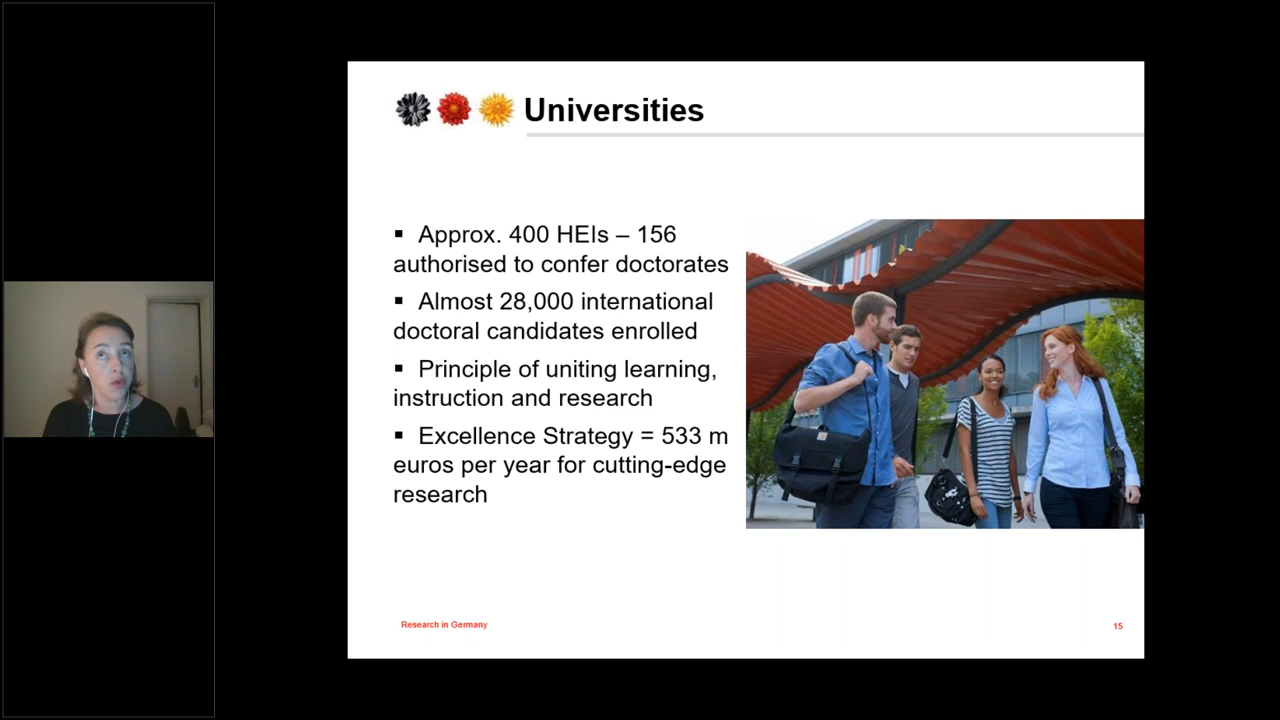 Universities
▪ Approx. 400 HEIs – 156
authorised to confer doctorates
▪ Almost 28,000 international
doctoral candidates enrolled
▪ Principle of uniting learning,
instruction and research
▪ Excellence Strategy = 533 m
euros per year for cutting-edge
research
Research in Germany
15